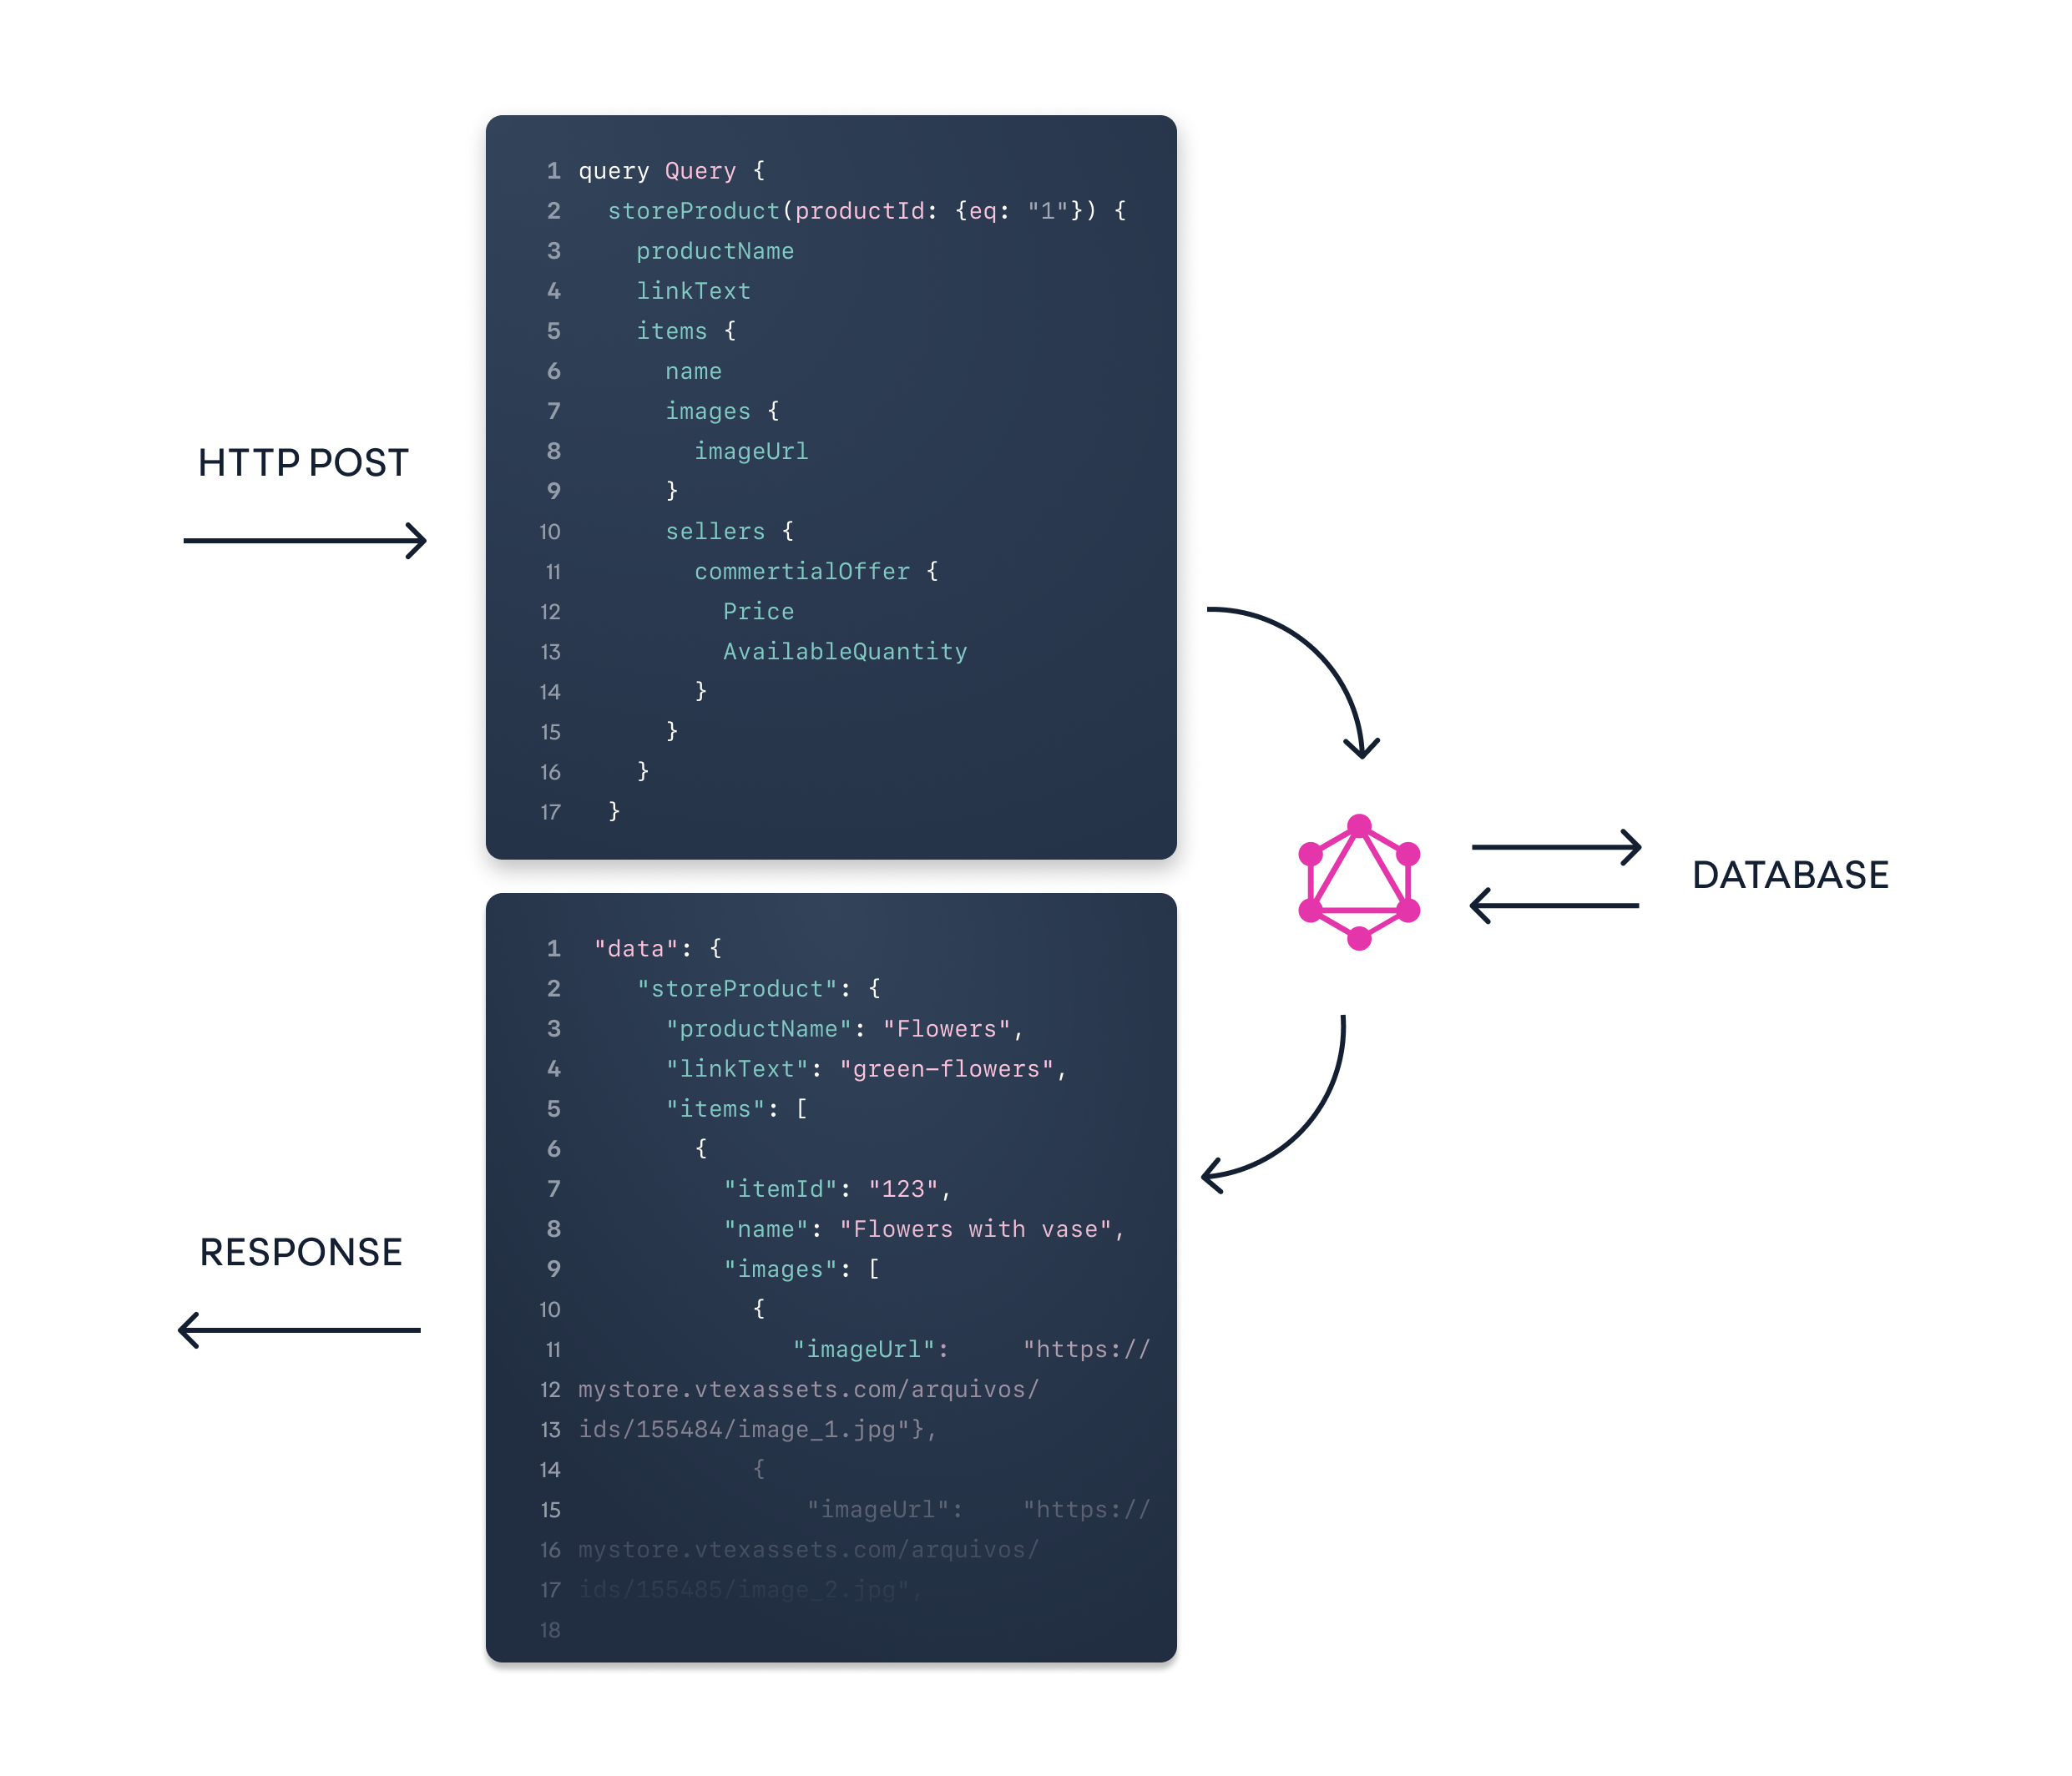 HTTP POST
1 query Query {
2 storeProduct(productId: {eq: "1"}) {
3 productName
4 linkText
5 items {
6 name
7 images {
8 imageUrl
9 }
10 sellers {
11 commertialOffer {
12 Price
13 AvailableQuantity
14 }
15 }
16 }
17 }
DATABASE
RESPONSE
1 "data": {
2 "storeProduct": {
3 "productName": "Flowers",
4 "linkText": "green-flowers",
5 "items": [
6 {
7 "itemId": "123",
8 "name": "Flowers with vase",
9 "images": [
10 {
11 "imageUrl": "https://
12 mystore.vtexassets.com/arquivos/
13 ids/155484/image_1.jpg"},
14 {
15 "imageUrl": "https://
16 mystore.vtexassets.com/arquivos/
17 ids/155485/image_2.jpg",
18